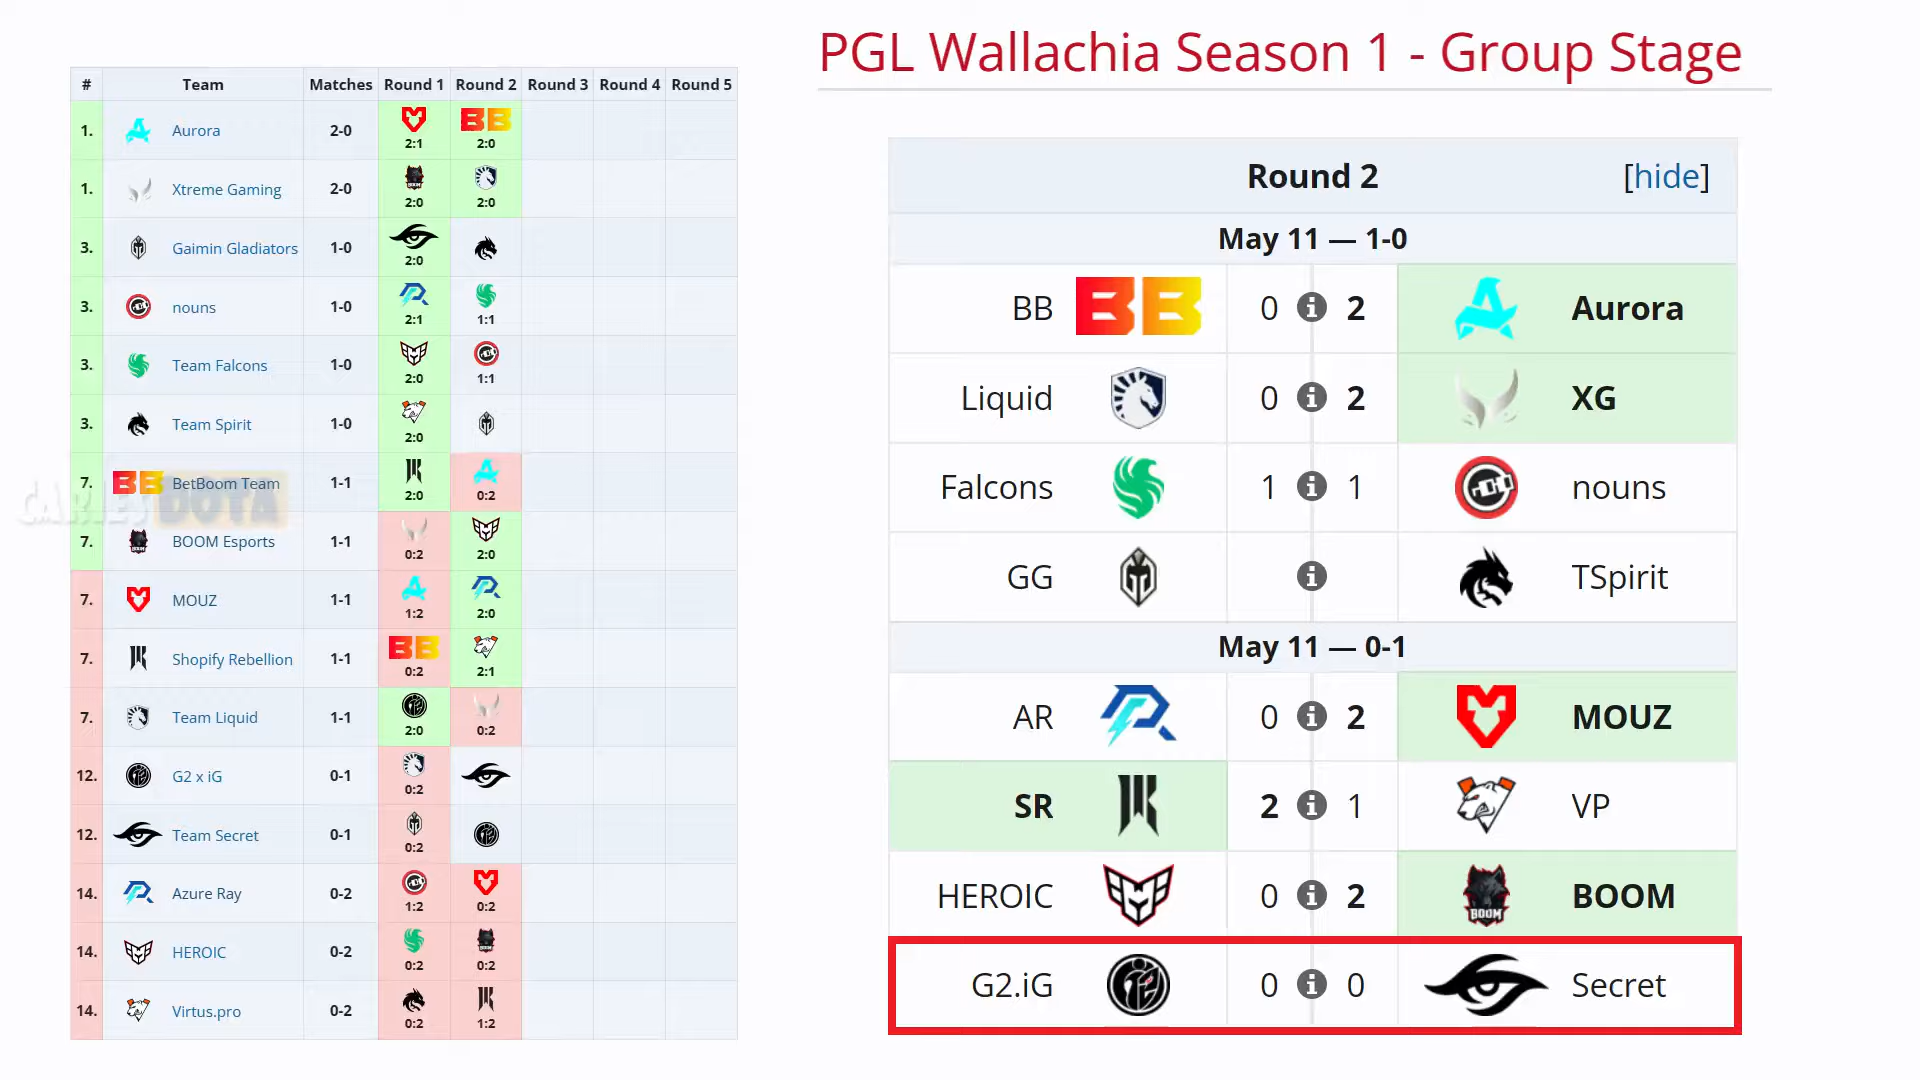 PGL Wallachia Season 1 - Group Stage
# Team Matches Round 1 Round 2 Round 3 Round 4 Round 5
1. Aurora 2-0 2:1 BB 2:0
1. Xtreme Gaming 2-0 BOOM 2:0 2:0
3. Gaimin Gladiators 1-0 2:0
3. nouns 1-0 2:1 1:1
3. Team Falcons 1-0 2:0 1:1
3. Team Spirit 1-0 2:0
7. BB BetBoom Team 1-1 2:0 0:2
CARIES DOTA
7. BOOM Esports 1-1 0:2 2:0
7. MOUZ 1-1 1:2 2:0
7. Shopify Rebellion 1-1 BB 0:2 2:1
7. Team Liquid 1-1 2:0 0:2
12. G2 x iG 0-1 0:2
12. Team Secret 0-1 0:2
14. Azure Ray 0-2 1:2 0:2
14. HEROIC 0-2 0:2 BOOM 0:2
14. Virtus.pro 0-2 0:2 1:2
Round 2 [hide]
May 11 — 1-0
BB BB 0 i 2 Aurora
Liquid 0 i 2 XG
Falcons 1 i 1 nouns
GG i TSpirit
May 11 — 0-1
AR 0 i 2 MOUZ
SR 2 i 1 VP
HEROIC 0 i 2 BOOM BOOM
G2.iG 0 i 0 Secret